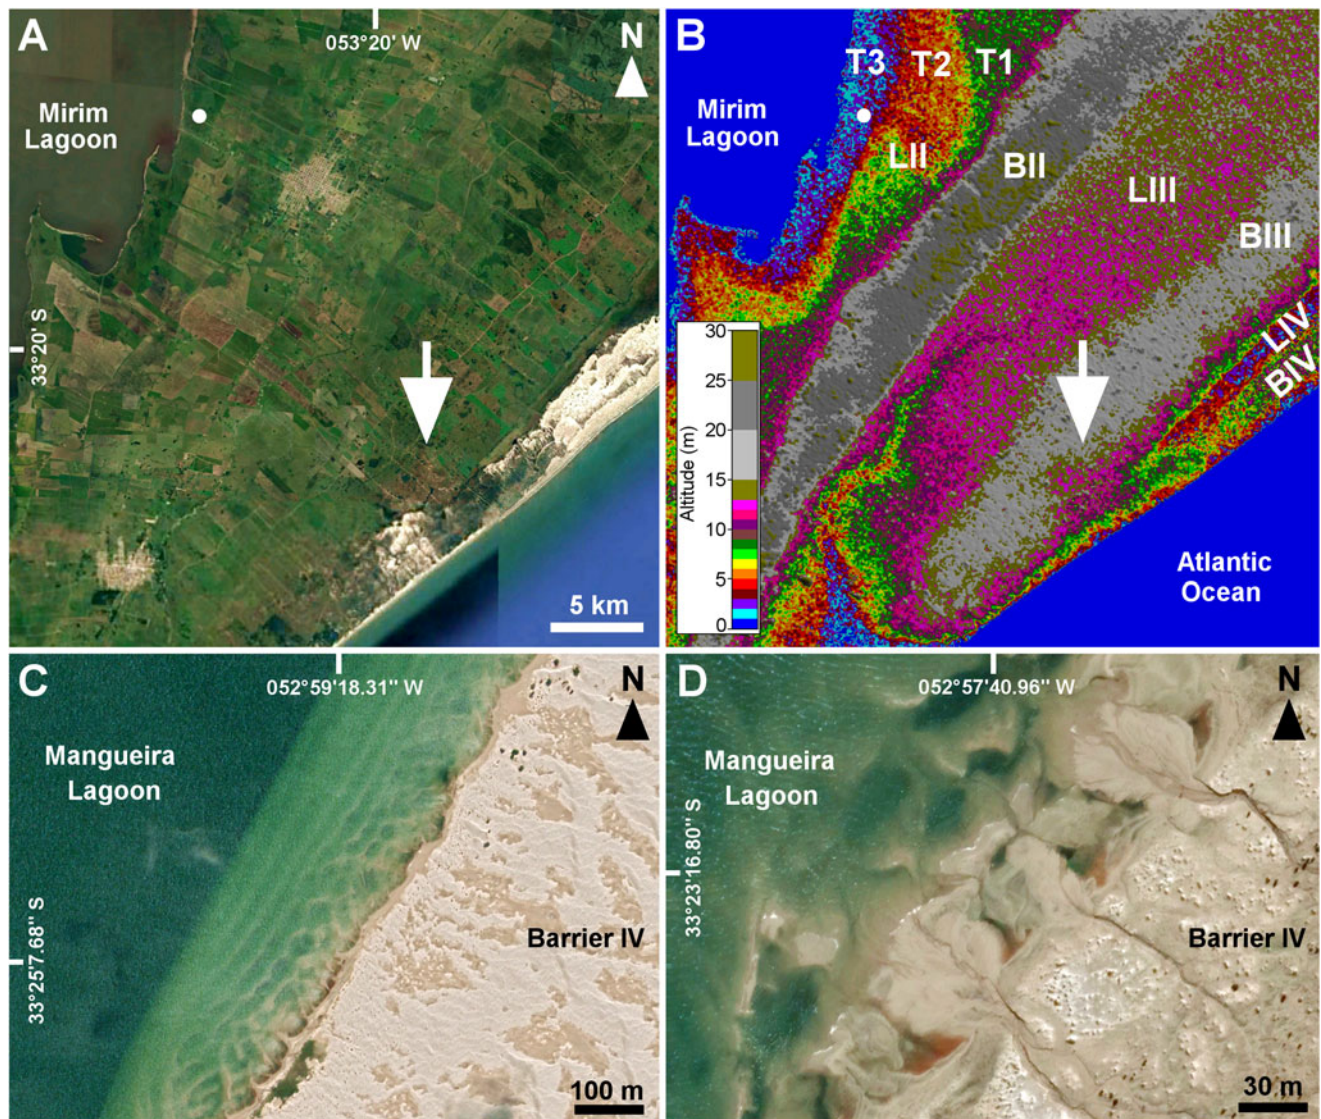 A
053°20' W
N
Mirim
Lagoon
33°20' S
5 km
B
T3
T2
T1
Mirim
Lagoon
LII
BII
LIII
BIII
LIV
BIV
30
25
20
15
10
5
0
Altitude (m)
Atlantic
Ocean
C
052°59'18.31" W
N
Mangueira
Lagoon
33°25'7.68" S
Barrier IV
100 m
D
052°57'40.96" W
N
Mangueira
Lagoon
33°23'16.80" S
Barrier IV
30 m